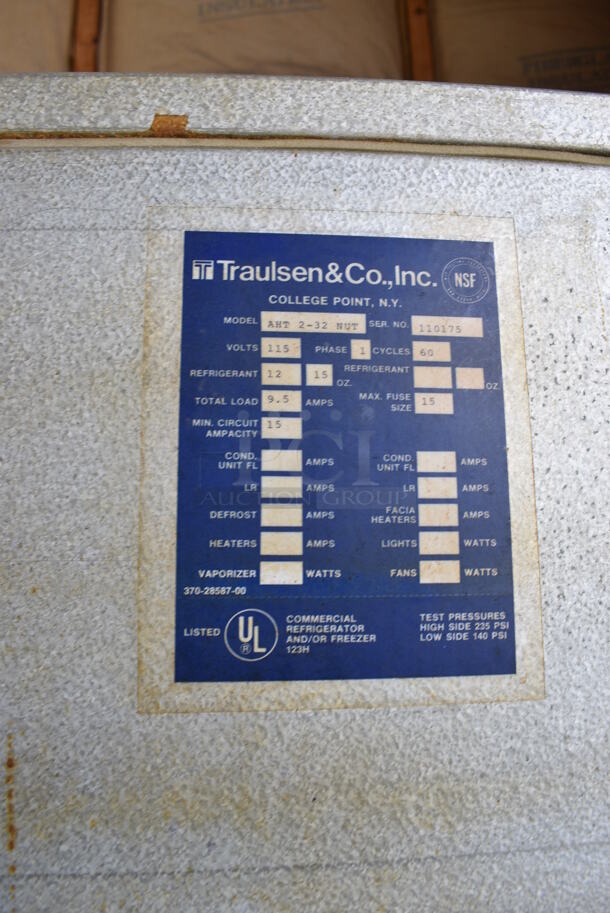 INSULATION
Traulsen & Co., Inc. NSF
COLLEGE POINT, N.Y.
MODEL AHT 2-32 NUT SER. NO. 110175
VOLTS 115 PHASE 1 CYCLES 60
REFRIGERANT 12 15 OZ. REFRIGERANT OZ.
TOTAL LOAD 9.5 AMPS MAX. FUSE SIZE 15
MIN. CIRCUIT AMPACITY 15
COND. UNIT FL AMPS COND. UNIT FL AMPS
LR AMPS LR AMPS
DEFROST AMPS FACIA HEATERS AMPS
HEATERS AMPS LIGHTS WATTS
VAPORIZER WATTS FANS WATTS
370-28587-00
LISTED UL ® COMMERCIAL REFRIGERATOR AND/OR FREEZER 123H
TEST PRESSURES
HIGH SIDE 235 PSI
LOW SIDE 140 PSI
PCI
AUCTION GROUP